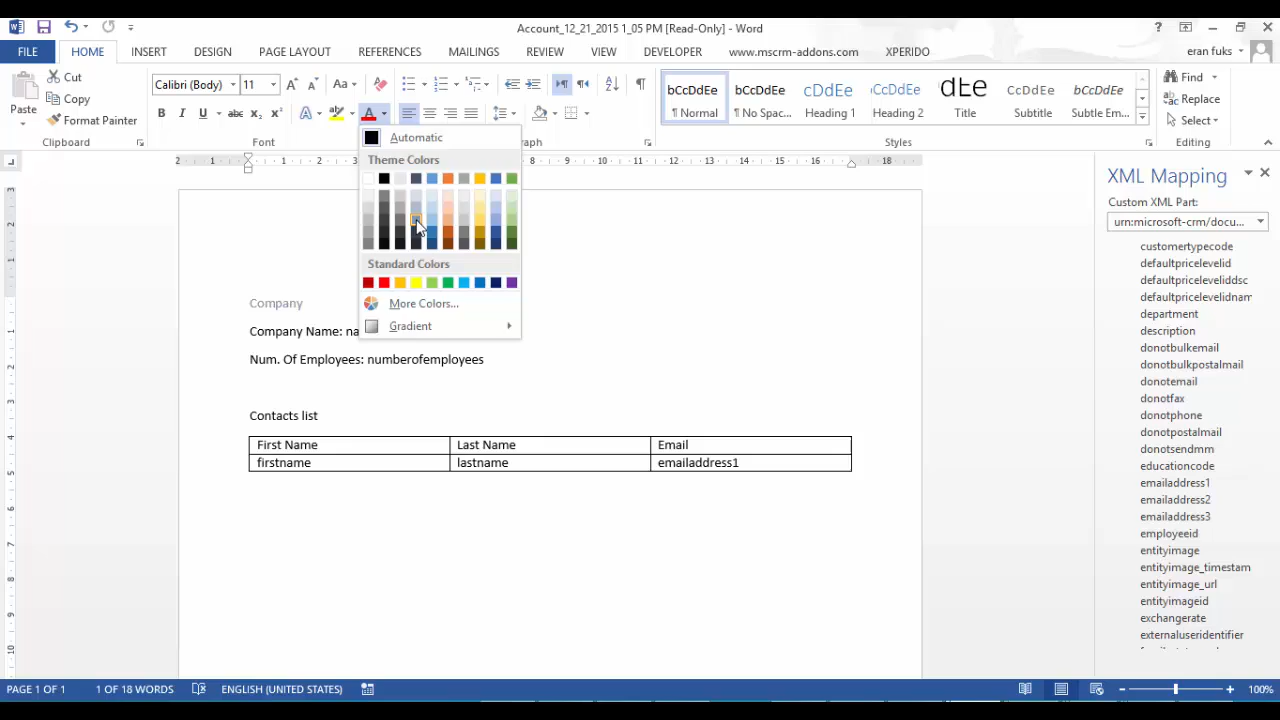 Account_12_21_2015 1_05 PM [Read-Only] - Word
FILE HOME INSERT DESIGN PAGE LAYOUT REFERENCES MAILINGS REVIEW VIEW DEVELOPER www.mscrm-addons.com XPERIDO eran fuks
Paste
Cut
Copy
Format Painter
Clipboard
Calibri (Body) 11
Font
bCcDdEe bCcDdEe cDdEe bCcDdEe dLe CcDdEe bCcDdEe
¶ Normal ¶ No Spac... Heading 1 Heading 2 Title Subtitle Subtle Em...
Styles
Find
Replace
Select
Editing
Automatic
Theme Colors
Standard Colors
More Colors...
Gradient
Company
Company Name: na
Num. Of Employees: numberofemployees
Contacts list
First Name Last Name Email
firstname lastname emailaddress1
XML Mapping
Custom XML Part:
urn:microsoft-crm/docu...
customertypecode
defaultpricelevelid
defaultpriceleveliddsc
defaultpricelevelidnam
department
description
donotbulkemail
donotbulkpostalmail
donotemail
donotfax
donotphone
donotpostalmail
donotsendmm
educationcode
emailaddress1
emailaddress2
emailaddress3
employeeid
entityimage
entityimage_timestam
entityimage_url
entityimageid
exchangerate
externaluseridentifier
PAGE 1 OF 1 1 OF 18 WORDS ENGLISH (UNITED STATES) 100%